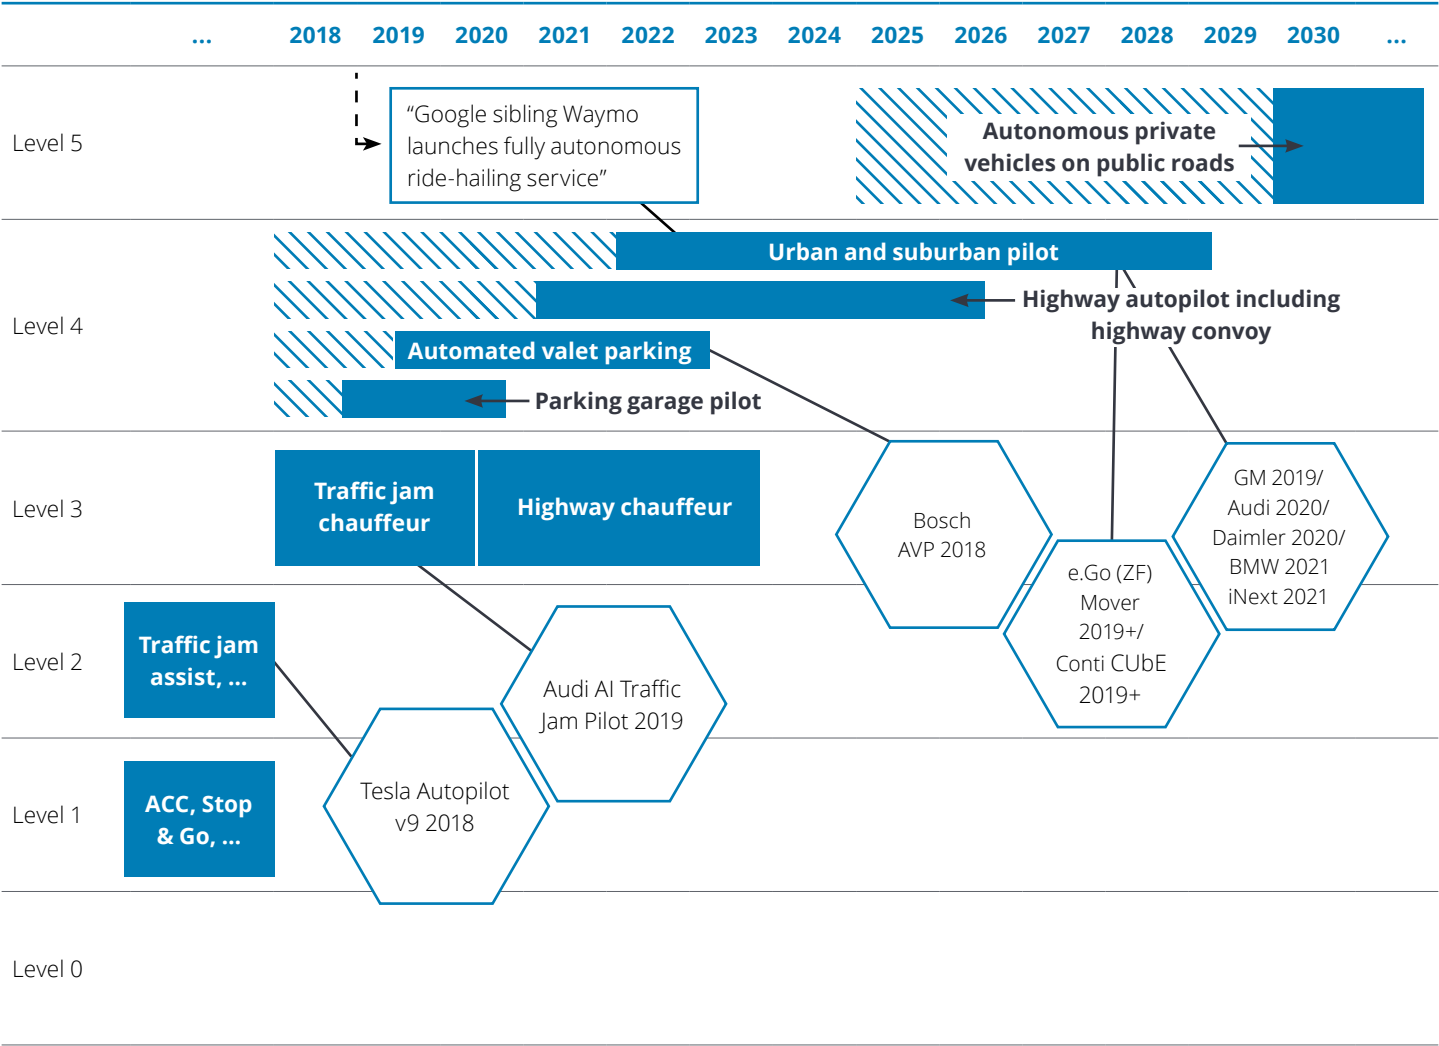 ... 2018 2019 2020 2021 2022 2023 2024 2025 2026 2027 2028 2029 2030 ...
Level 5
“Google sibling Waymo
launches fully autonomous
ride-hailing service”
Autonomous private
vehicles on public roads
Level 4
Urban and suburban pilot
Highway autopilot including
highway convoy
Automated valet parking
Parking garage pilot
Level 3
Traffic jam
chauffeur
Highway chauffeur
Bosch
AVP 2018
GM 2019/
Audi 2020/
Daimler 2020/
BMW 2021
iNext 2021
e.Go (ZF)
Mover
2019+/
Conti CUbE
2019+
Level 2
Traffic jam
assist, ...
Audi AI Traffic
Jam Pilot 2019
Level 1
ACC, Stop
& Go, ...
Tesla Autopilot
v9 2018
Level 0